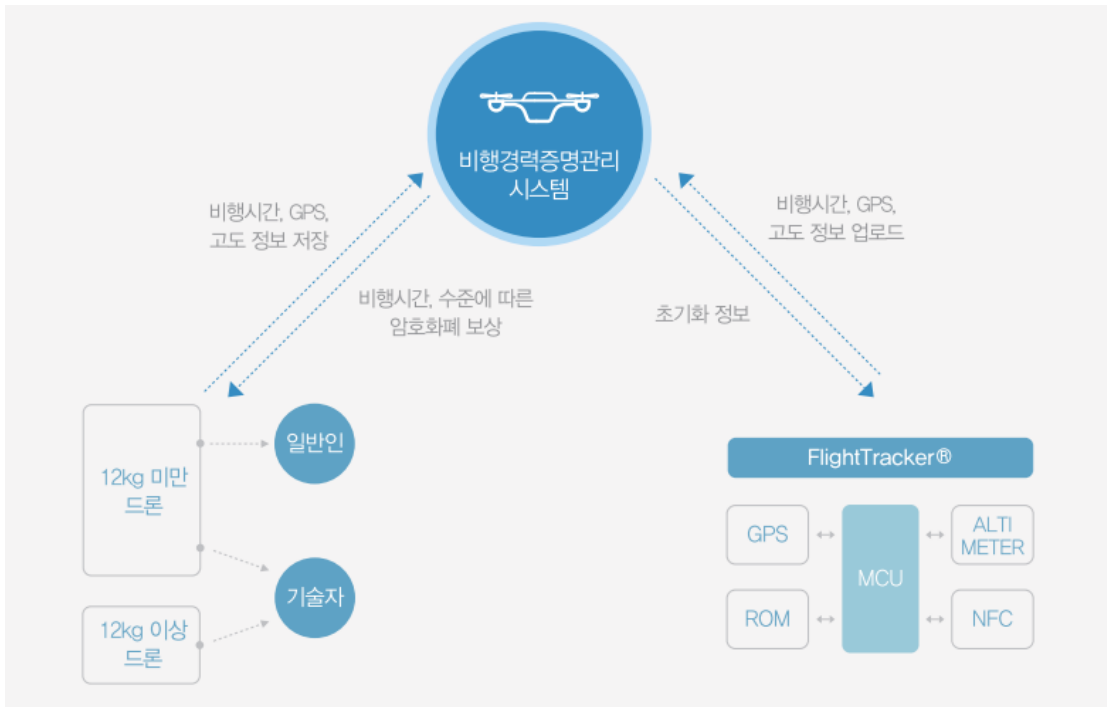 비행경력증명관리
시스템
비행시간, GPS,
고도 정보 저장
비행시간, GPS,
고도 정보 업로드
비행시간, 수준에 따른
암호화폐 보상
초기화 정보
12kg 미만
드론
일반인
기술자
12kg 이상
드론
FlightTracker®
GPS
ALTI
METER
MCU
ROM
NFC